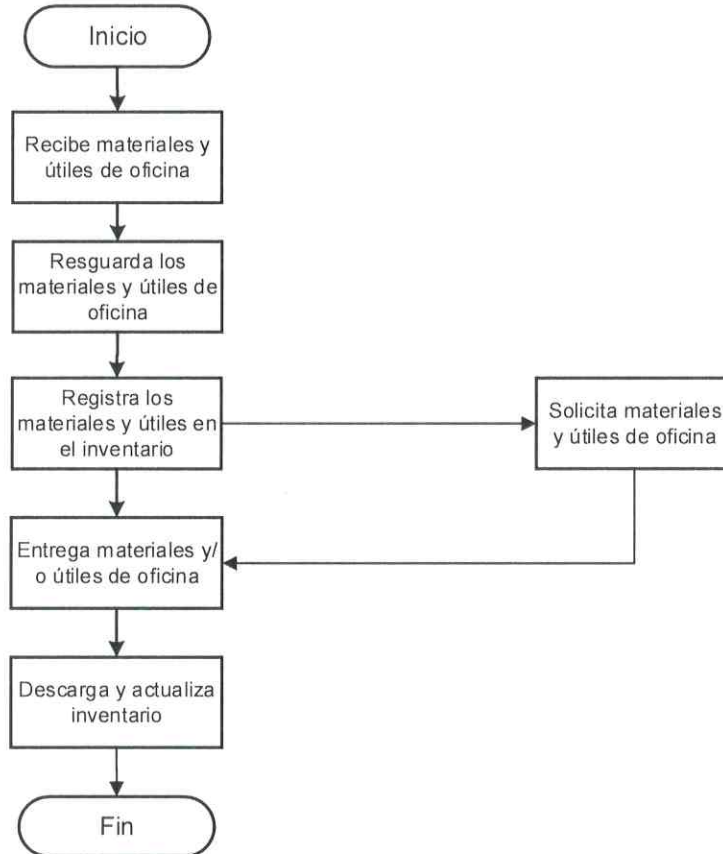 Inicio
Recibe materiales y
útiles de oficina
Resguarda los
materiales y útiles de
oficina
Registra los
materiales y útiles en
el inventario
Solicita materiales
y útiles de oficina
Entrega materiales y/
o útiles de oficina
Descarga y actualiza
inventario
Fin